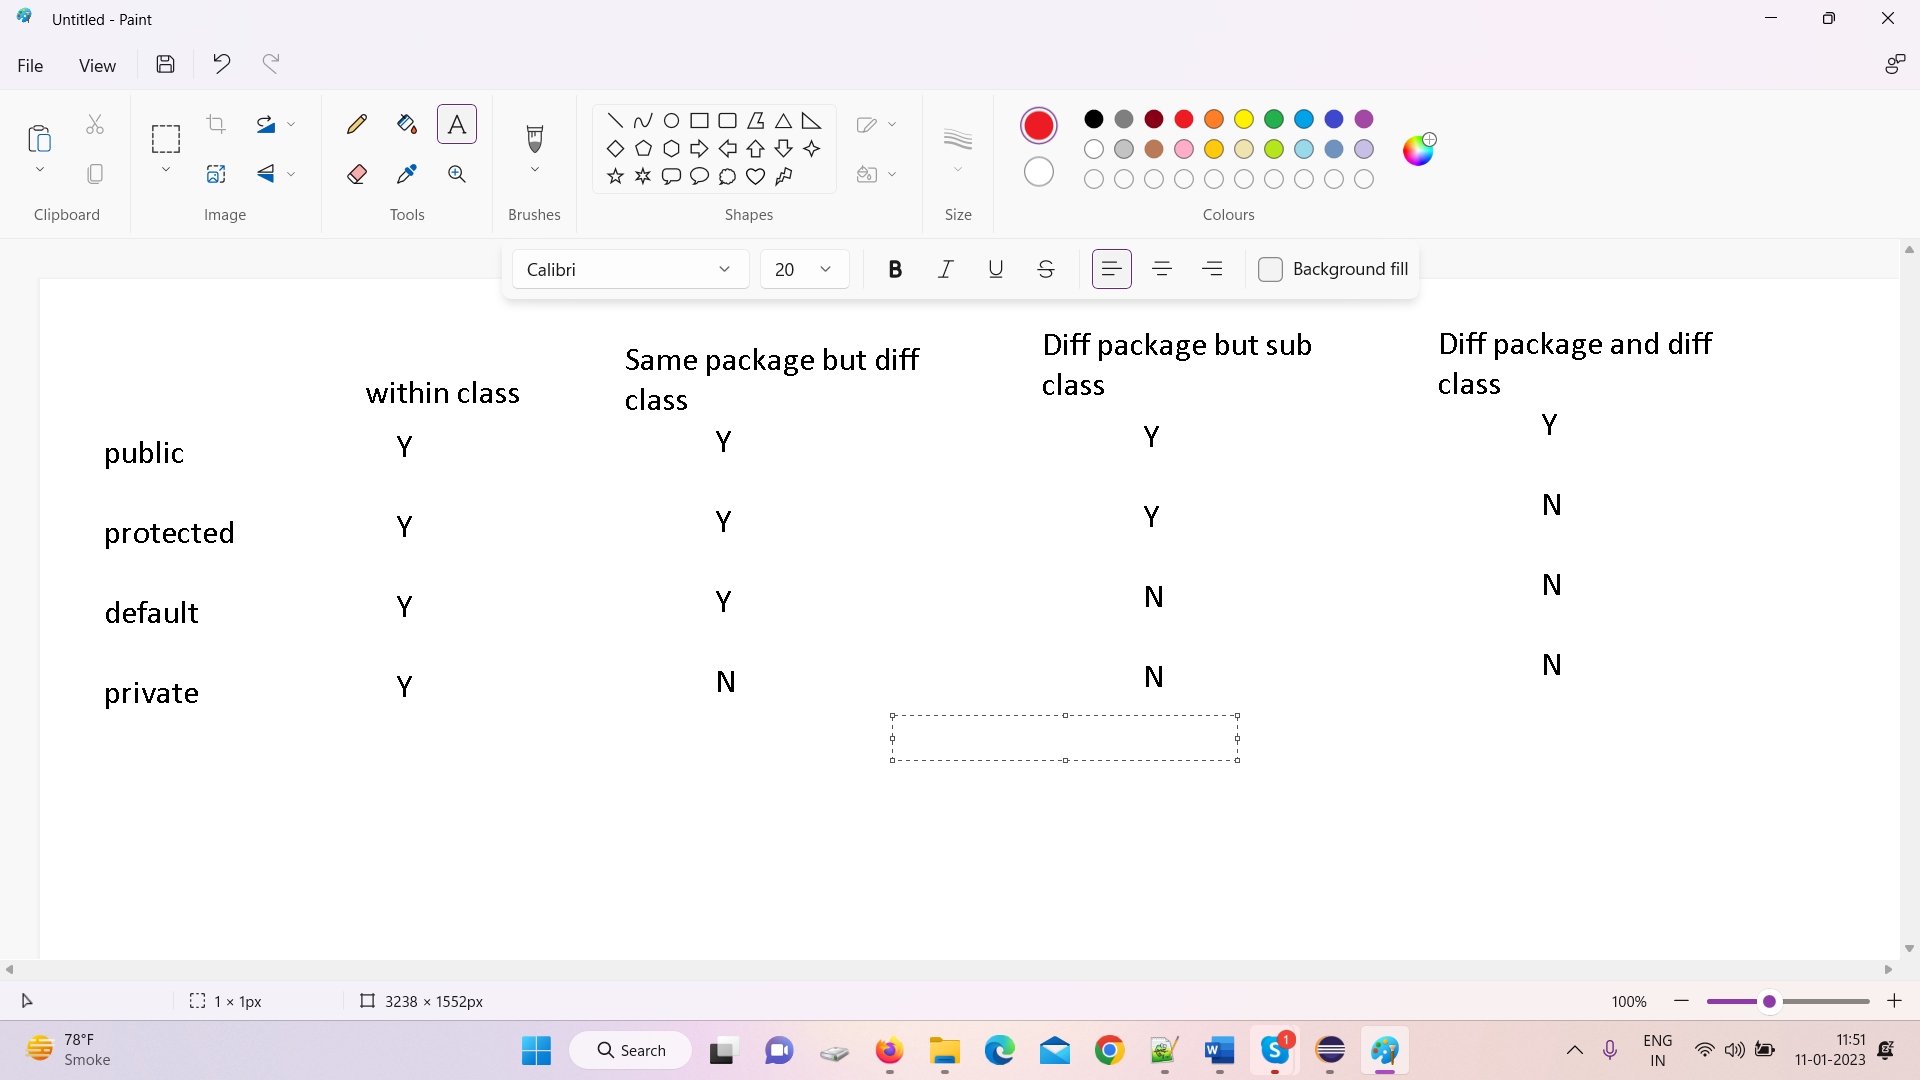 Untitled - Paint
File View
Clipboard Image Tools Brushes Shapes Size Colours
Calibri 20 B I U S Background fill
within class Same package but diff class Diff package but sub class Diff package and diff class
public Y Y Y Y
protected Y Y Y N
default Y Y N N
private Y N N N
1 × 1px 3238 × 1552px 100%
78°F
Smoke
Search
1
ENG
IN
11:51
11-01-2023